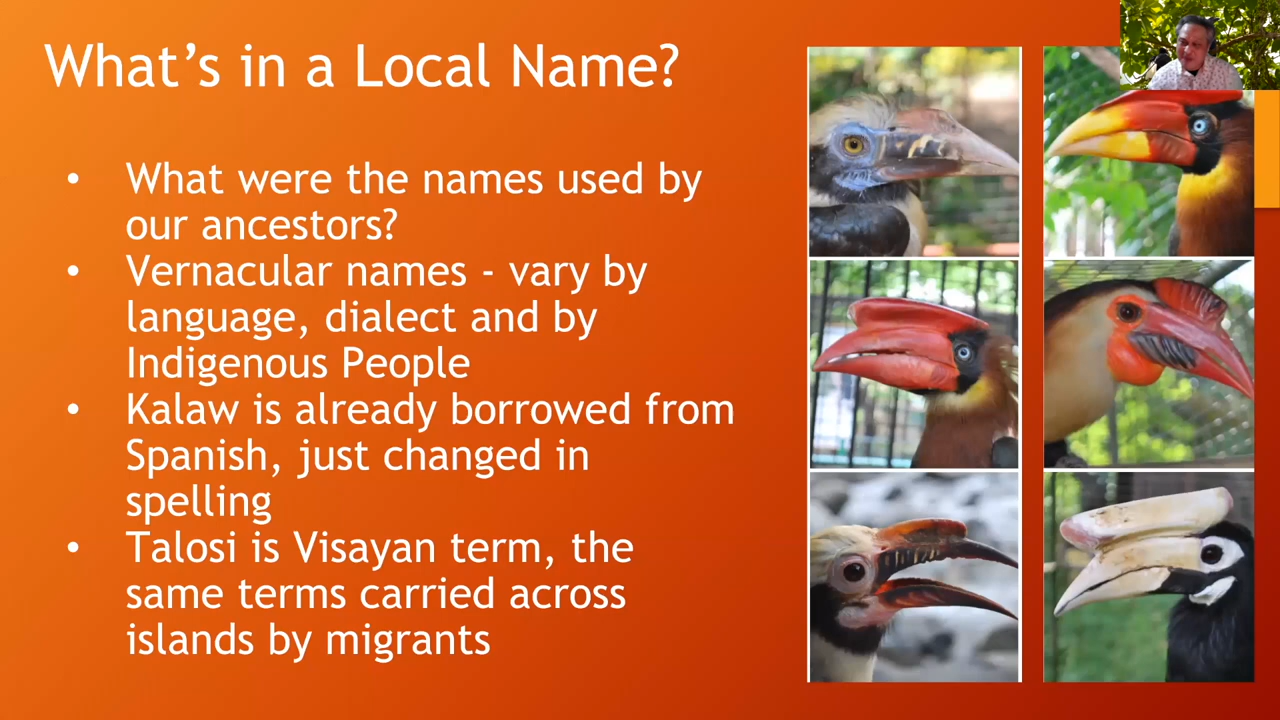 What’s in a Local Name?
• What were the names used by
our ancestors?
• Vernacular names - vary by
language, dialect and by
Indigenous People
• Kalaw is already borrowed from
Spanish, just changed in
spelling
• Talosi is Visayan term, the
same terms carried across
islands by migrants